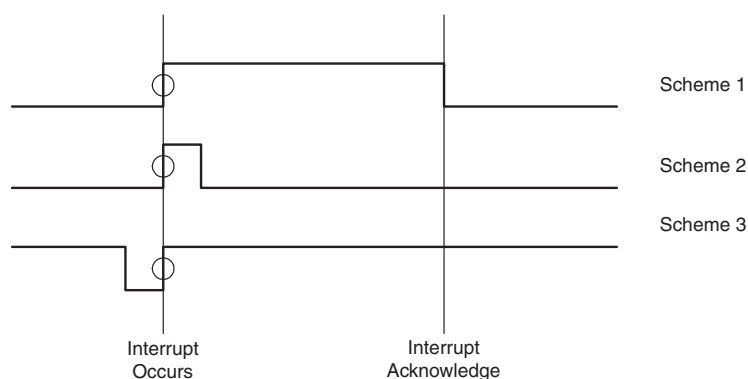 Scheme 1
Scheme 2
Scheme 3
Interrupt
Occurs
Interrupt
Acknowledge